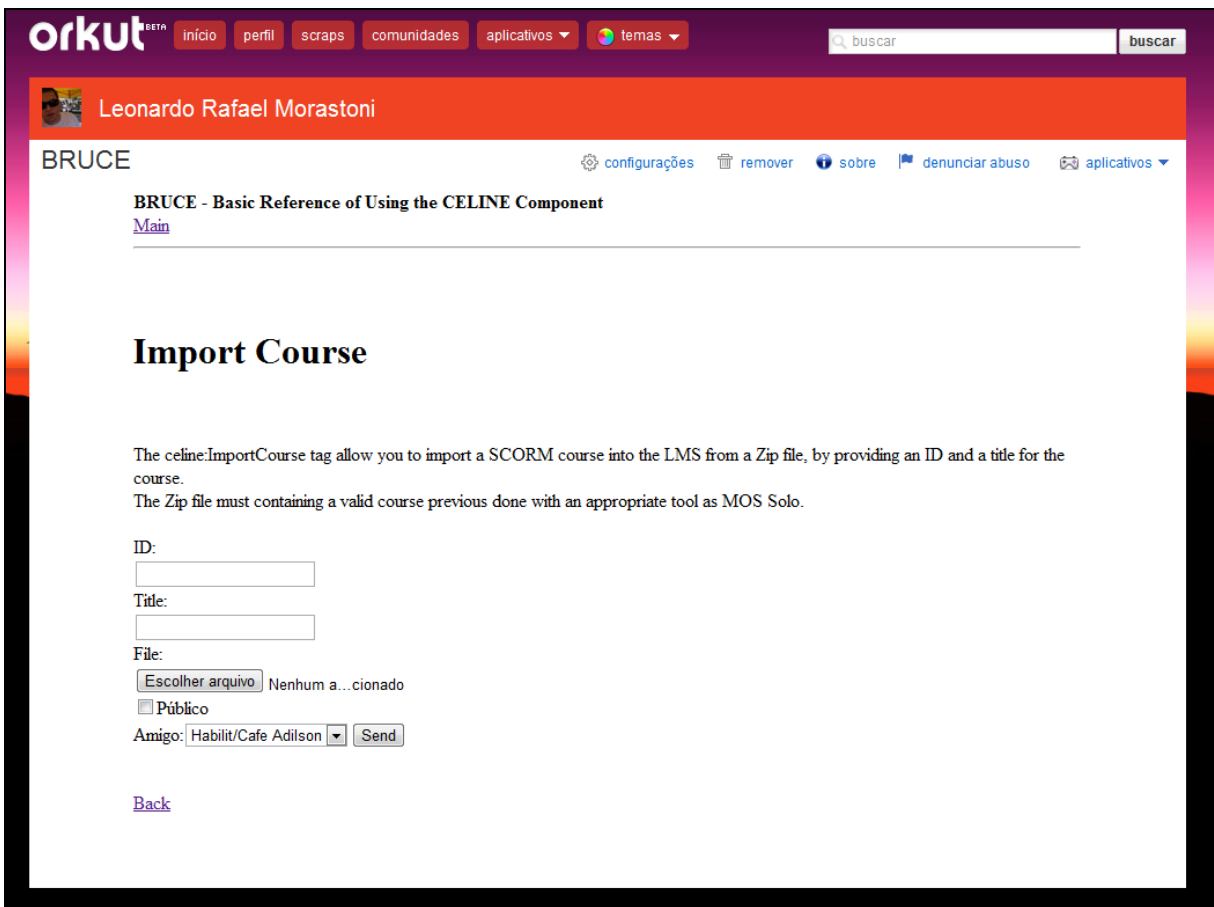 orkut BETA início perfil scraps comunidades aplicativos temas buscar buscar
Leonardo Rafael Morastoni
BRUCE configurações remover sobre denunciar abuso aplicativos
BRUCE - Basic Reference of Using the CELINE Component
Main
Import Course
The celine:ImportCourse tag allow you to import a SCORM course into the LMS from a Zip file, by providing an ID and a title for the
course.
The Zip file must containing a valid course previous done with an appropriate tool as MOS Solo.
ID:
Title:
File:
Escolher arquivo Nenhum a...cionado
Público
Amigo: Habilit/Cafe Adilson Send
Back